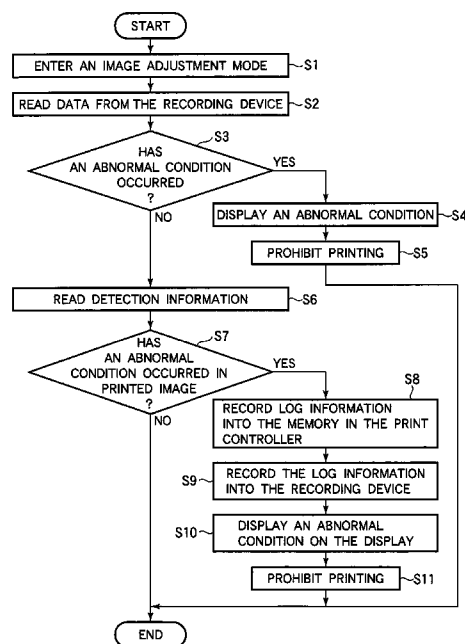 START
ENTER AN IMAGE ADJUSTMENT MODE
S1
READ DATA FROM THE RECORDING DEVICE
S2
S3
HAS
AN ABNORMAL CONDITION
OCCURRED
?
YES
NO
DISPLAY AN ABNORMAL CONDITION
S4
PROHIBIT PRINTING
S5
READ DETECTION INFORMATION
S6
S7
HAS
AN ABNORMAL
CONDITION OCCURRED IN
PRINTED IMAGE
?
YES
NO
S8
RECORD LOG INFORMATION
INTO THE MEMORY IN THE PRINT
CONTROLLER
S9
RECORD THE LOG INFORMATION
INTO THE RECORDING DEVICE
S10
DISPLAY AN ABNORMAL
CONDITION ON THE DISPLAY
PROHIBIT PRINTING
S11
END